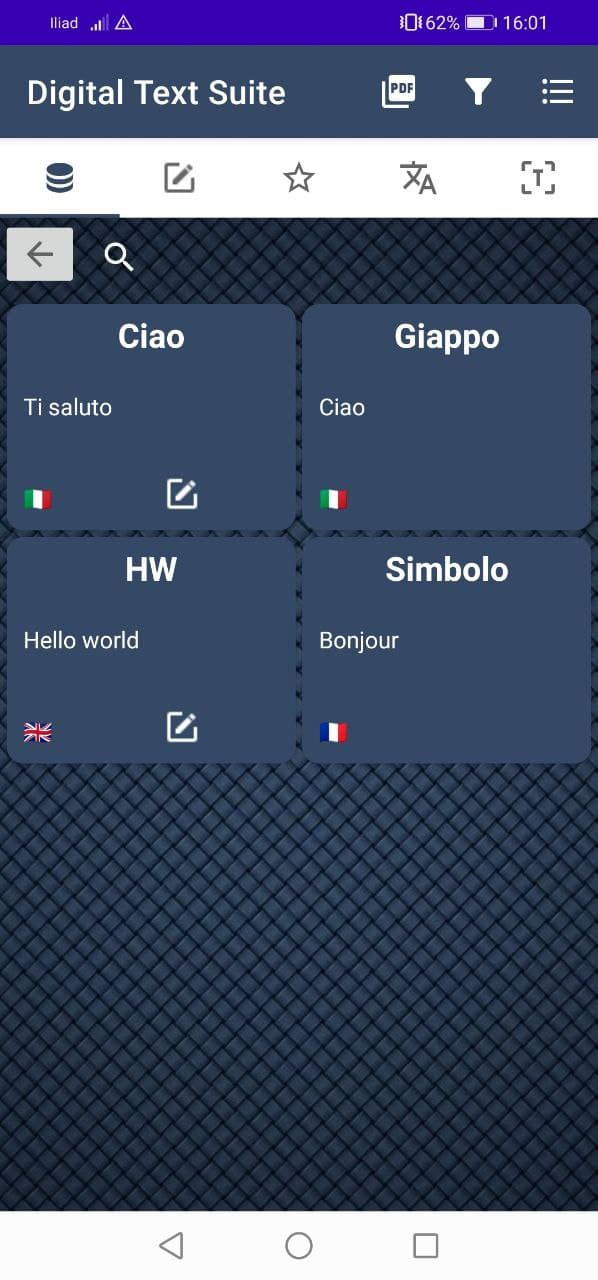 Iliad
62%
16:01
Digital Text Suite
PDF
Ciao
Ti saluto
Giappo
Ciao
HW
Hello world
Simbolo
Bonjour